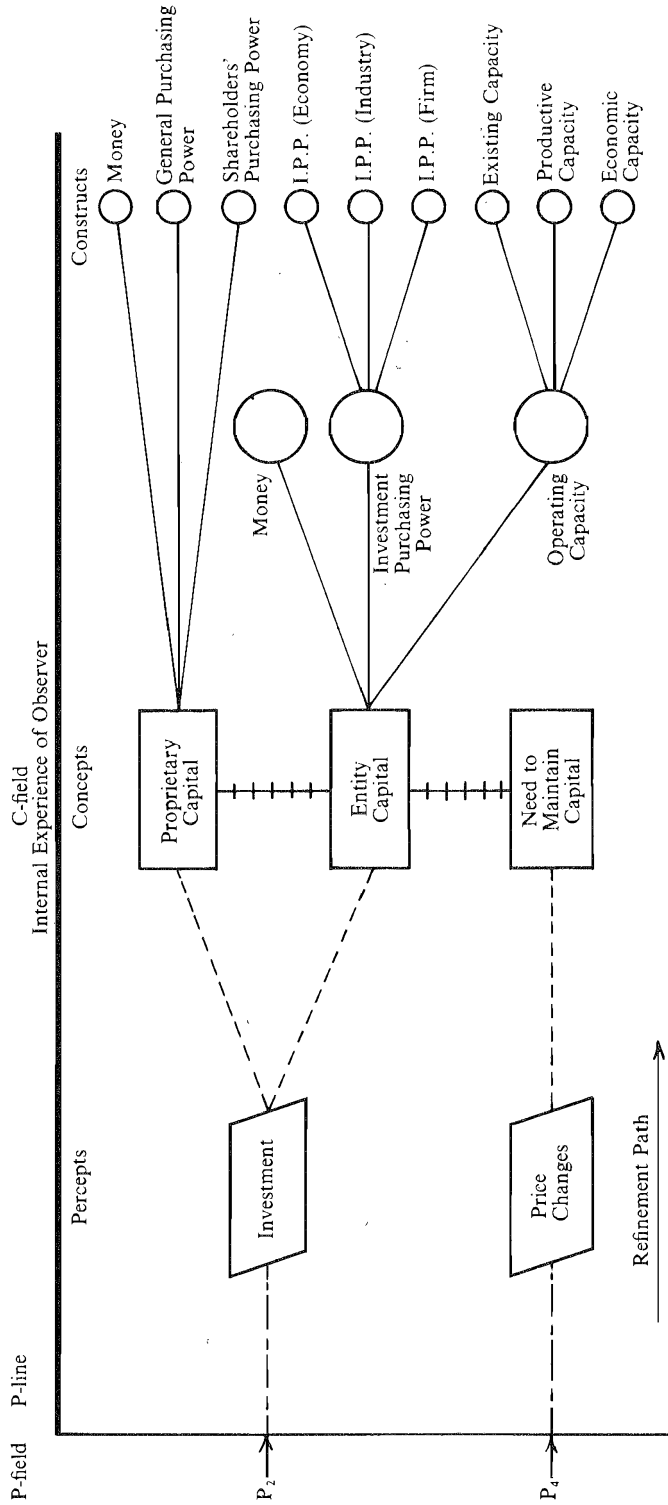 P-field
P-line
C-field
Internal Experience of Observer
Percepts
Concepts
Constructs
P2
P4
Investment
Price
Changes
Refinement Path
Proprietary
Capital
Entity
Capital
Need to
Maintain
Capital
Money
Investment
Purchasing
Power
Operating
Capacity
Money
General Purchasing
Power
Shareholders'
Purchasing Power
I.P.P. (Economy)
I.P.P. (Industry)
I.P.P. (Firm)
Existing Capacity
Productive
Capacity
Economic
Capacity